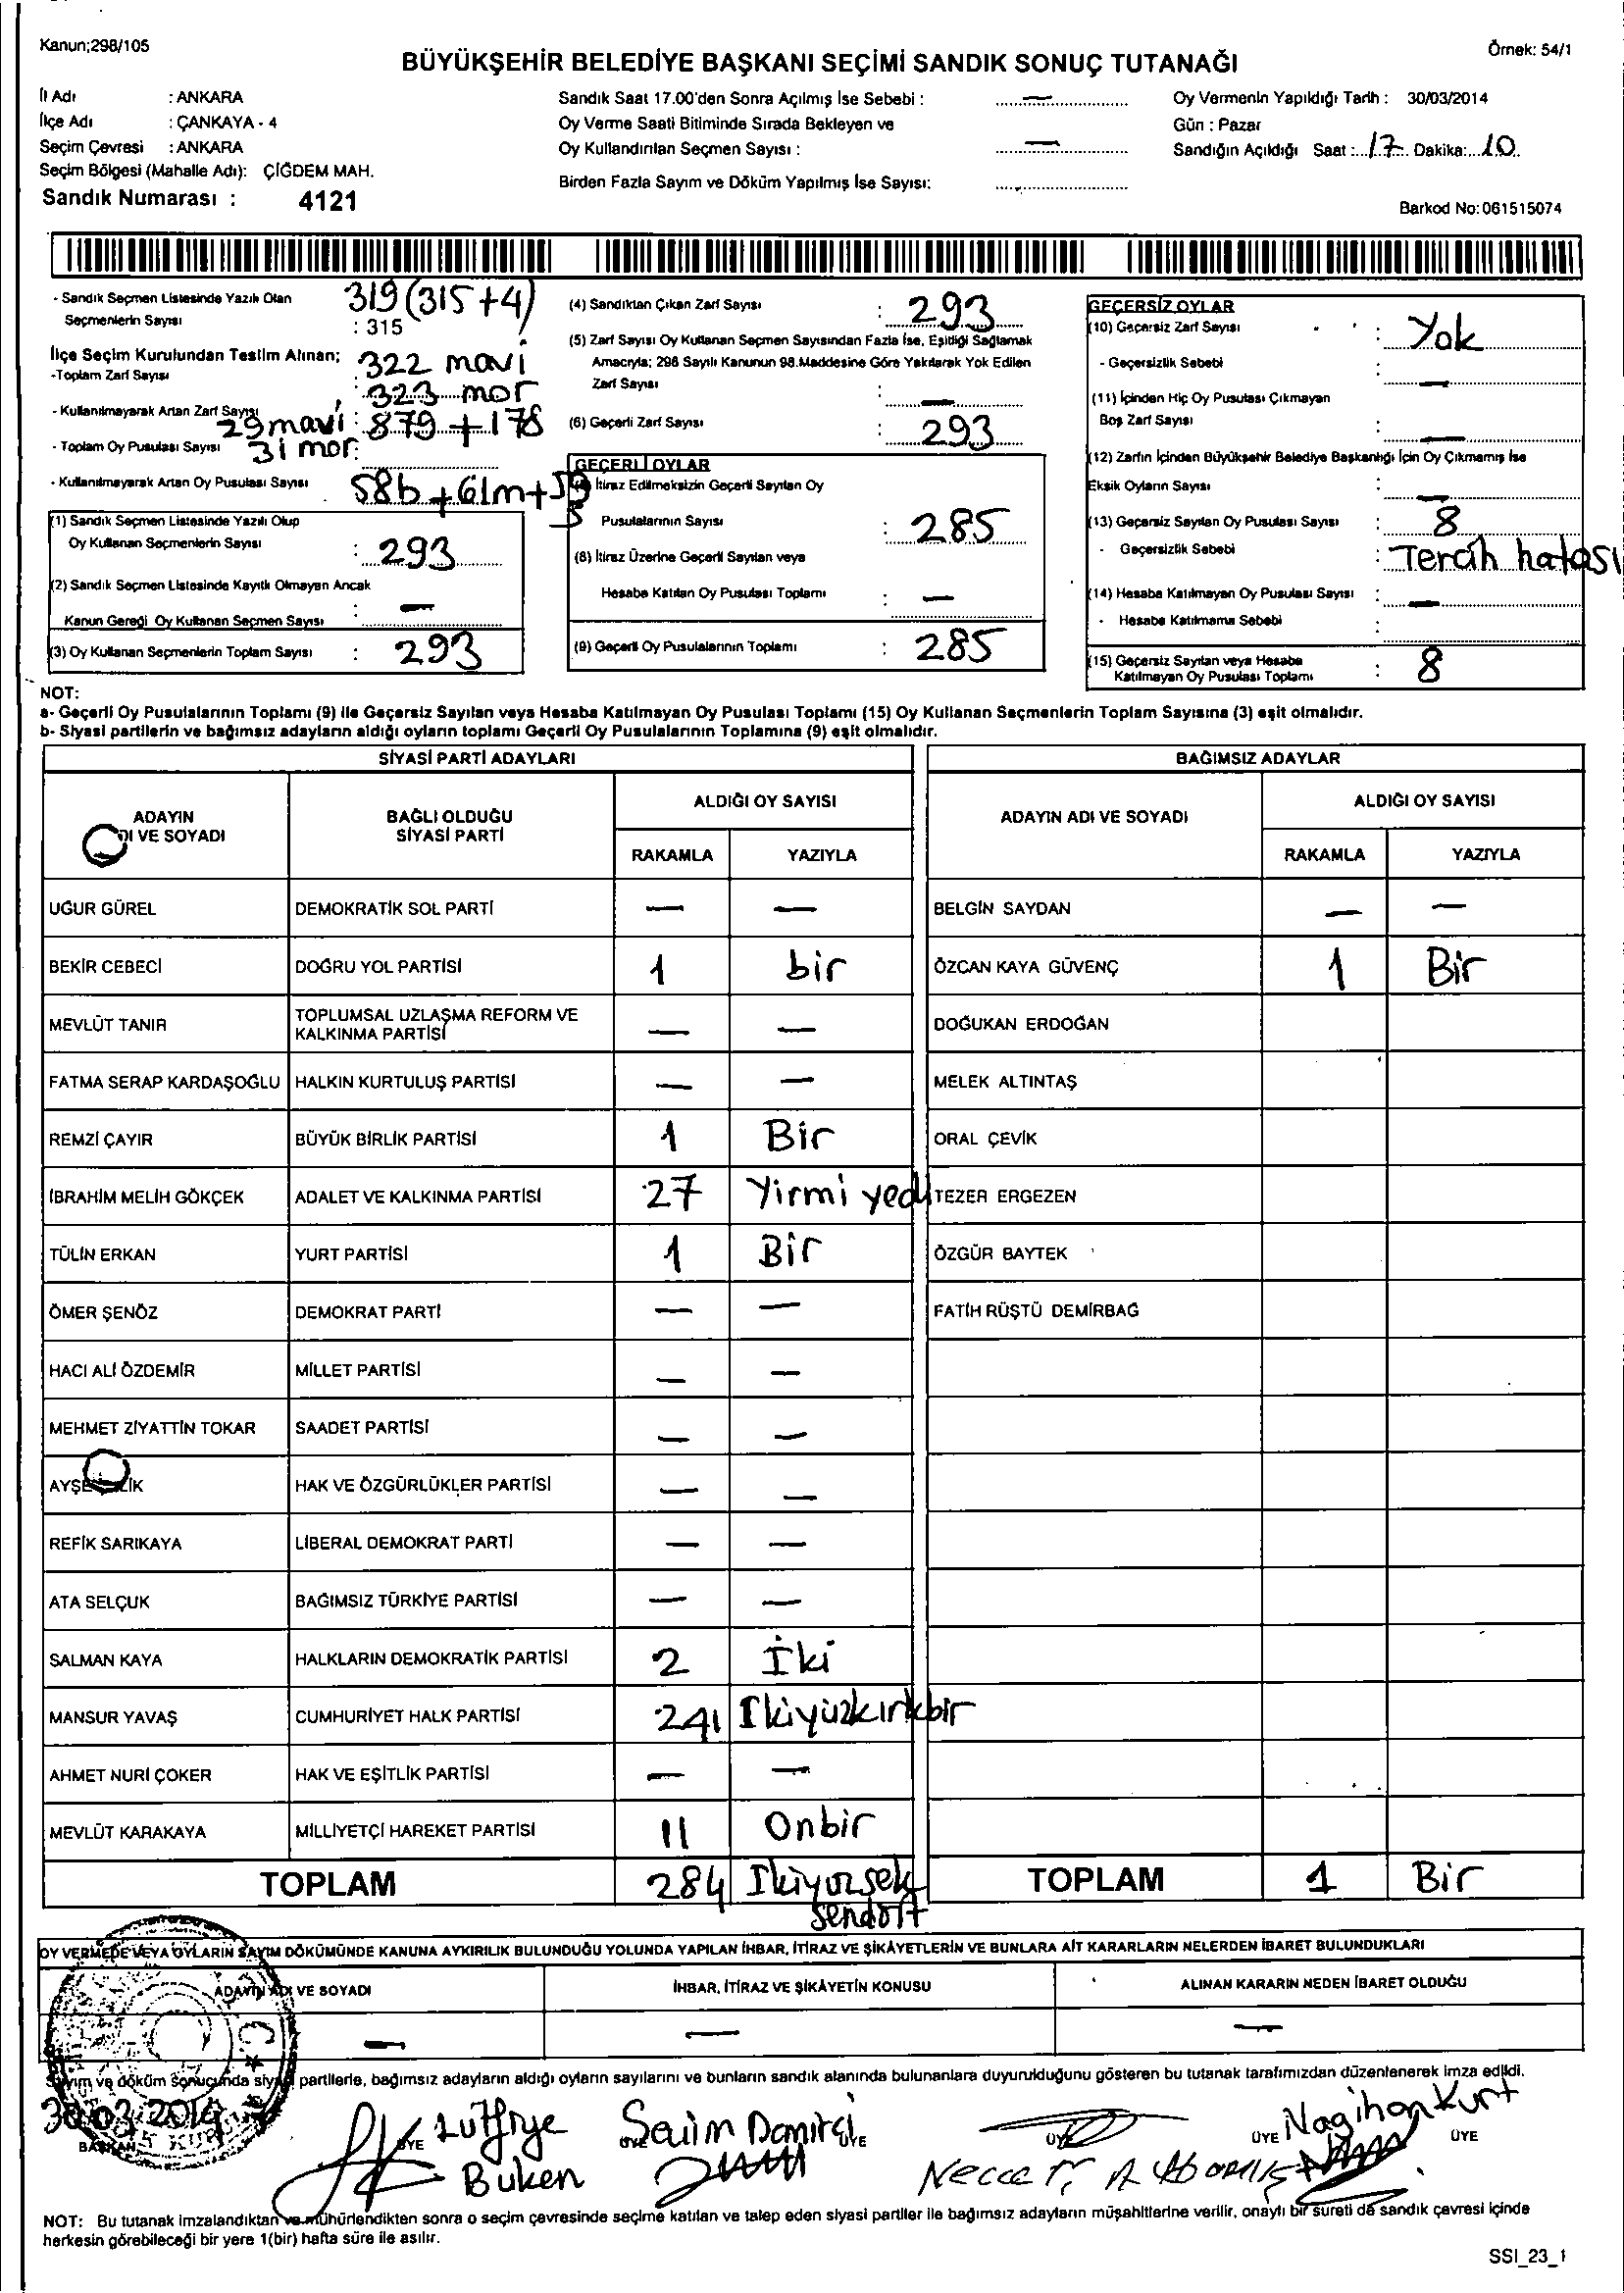 Kanun;298/105
Örnek: 54/1
BÜYÜKŞEHİR BELEDİYE BAŞKANI SEÇİMİ SANDIK SONUÇ TUTANAĞI
İl Adı : ANKARA
İlçe Adı : ÇANKAYA - 4
Seçim Çevresi : ANKARA
Seçim Bölgesi (Mahalle Adı): ÇİĞDEM MAH.
Sandık Numarası : 4121
Sandık Saat 17.00'den Sonra Açılmış İse Sebebi : —
Oy Verme Saati Bitiminde Sırada Bekleyen ve
Oy Kullandırılan Seçmen Sayısı : —
Birden Fazla Sayım ve Döküm Yapılmış İse Sayısı:
Oy Vermenin Yapıldığı Tarih : 30/03/2014
Gün : Pazar
Sandığın Açıldığı Saat : 17 Dakika: 10
Barkod No:061515074
- Sandık Seçmen Listesinde Yazılı Olan
Seçmenlerin Sayısı : 315
319 (315+4)
İlçe Seçim Kurulundan Teslim Alınan;
-Toplam Zarf Sayısı : 322 mavi
323 mor
- Kullanılmayarak Artan Zarf Sayısı : 29 mavi
31 mor
- Toplam Oy Pusulası Sayısı : 879 + 178
- Kullanılmayarak Artan Oy Pusulası Sayısı 58b + 61m +
(1) Sandık Seçmen Listesinde Yazılı Olup
Oy Kullanan Seçmenlerin Sayısı : 293
(2) Sandık Seçmen Listesinde Kayıtlı Olmayan Ancak
Kanun Gereği Oy Kullanan Seçmen Sayısı : —
(3) Oy Kullanan Seçmenlerin Toplam Sayısı : 293
(4) Sandıktan Çıkan Zarf Sayısı : 293
(5) Zarf Sayısı Oy Kullanan Seçmen Sayısından Fazla İse, Eşitliği Sağlamak
Amacıyla; 298 Sayılı Kanunun 98.Maddesine Göre Yakılarak Yok Edilen
Zarf Sayısı : —
(6) Geçerli Zarf Sayısı : 293
GEÇERLİ OYLAR
İtiraz Edilmeksizin Geçerli Sayılan Oy
Pusulalarının Sayısı : 285
(8) İtiraz Üzerine Geçerli Sayılan veya
Hesaba Katılan Oy Pusulası Toplamı : —
(9) Geçerli Oy Pusulalarının Toplamı : 285
GEÇERSİZ OYLAR
(10) Geçersiz Zarf Sayısı : Yok
- Geçersizlik Sebebi : —
(11) İçinden Hiç Oy Pusulası Çıkmayan
Boş Zarf Sayısı : —
(12) Zarfın İçinden Büyükşehir Belediye Başkanlığı İçin Oy Çıkmamış İse
Eksik Oyların Sayısı : —
(13) Geçersiz Sayılan Oy Pusulası Sayısı : 8
- Geçersizlik Sebebi : Tercih hatası
(14) Hesaba Katılmayan Oy Pusulası Sayısı : —
- Hesaba Katılmama Sebebi :
(15) Geçersiz Sayılan veya Hesaba
Katılmayan Oy Pusulası Toplamı : 8
NOT:
a- Geçerli Oy Pusulalarının Toplamı (9) ile Geçersiz Sayılan veya Hesaba Katılmayan Oy Pusulası Toplamı (15) Oy Kullanan Seçmenlerin Toplam Sayısına (3) eşit olmalıdır.
b- Siyasi partilerin ve bağımsız adayların aldığı oyların toplamı Geçerli Oy Pusulalarının Toplamına (9) eşit olmalıdır.
SİYASİ PARTİ ADAYLARI
ADAYIN
DI VE SOYADI
BAĞLI OLDUĞU
SİYASİ PARTİ
ALDIĞI OY SAYISI
RAKAMLA YAZIYLA
UĞUR GÜREL DEMOKRATİK SOL PARTİ — —
BEKİR CEBECİ DOĞRU YOL PARTİSİ 1 bir
MEVLÜT TANIR TOPLUMSAL UZLAŞMA REFORM VE
KALKINMA PARTİSİ — —
FATMA SERAP KARDAŞOĞLU HALKIN KURTULUŞ PARTİSİ — —
REMZİ ÇAYIR BÜYÜK BİRLİK PARTİSİ 1 Bir
İBRAHİM MELİH GÖKÇEK ADALET VE KALKINMA PARTİSİ 27 Yirmi yedi
TÜLİN ERKAN YURT PARTİSİ 1 Bir
ÖMER ŞENÖZ DEMOKRAT PARTİ — —
HACI ALİ ÖZDEMİR MİLLET PARTİSİ — —
MEHMET ZİYATTİN TOKAR SAADET PARTİSİ — —
AYŞE HAK VE ÖZGÜRLÜKLER PARTİSİ — —
REFİK SARIKAYA LİBERAL DEMOKRAT PARTİ — —
ATA SELÇUK BAĞIMSIZ TÜRKİYE PARTİSİ — —
SALMAN KAYA HALKLARIN DEMOKRATİK PARTİSİ 2 İki
MANSUR YAVAŞ CUMHURİYET HALK PARTİSİ 241 İkiyüzkırkbir
AHMET NURİ ÇOKER HAK VE EŞİTLİK PARTİSİ — —
MEVLÜT KARAKAYA MİLLİYETÇİ HAREKET PARTİSİ 11 Onbir
TOPLAM 284 İkiyüzsek
sendört
BAĞIMSIZ ADAYLAR
ADAYIN ADI VE SOYADI ALDIĞI OY SAYISI
RAKAMLA YAZIYLA
BELGİN SAYDAN — —
ÖZCAN KAYA GÜVENÇ 1 Bir
DOĞUKAN ERDOĞAN
MELEK ALTINTAŞ
ORAL ÇEVİK
TEZER ERGEZEN
ÖZGÜR BAYTEK
FATİH RÜŞTÜ DEMİRBAĞ
TOPLAM 1 Bir
OY VERMEDE VEYA OYLARIN SAYIM DÖKÜMÜNDE KANUNA AYKIRILIK BULUNDUĞU YOLUNDA YAPILAN İHBAR, İTİRAZ VE ŞİKÂYETLERİN VE BUNLARA AİT KARARLARIN NELERDEN İBARET BULUNDUKLARI
ADAYIN ADI VE SOYADI İHBAR, İTİRAZ VE ŞİKÂYETİN KONUSU ALINAN KARARIN NEDEN İBARET OLDUĞU
— — —
Sayım ve döküm sonucunda siyasi partilerle, bağımsız adayların aldığı oyların sayılarını ve bunların sandık alanında bulunanlara duyurulduğunu gösteren bu tutanak tarafımızdan düzenlenerek imza edildi.
30.03.2014
BAŞKAN ÜYE ÜYE ÜYE ÜYE ÜYE ÜYE
Lütfiye
Buken
Saim Demirci
Nagihan Kurt
NOT: Bu tutanak imzalandıktan ve mühürlendikten sonra o seçim çevresinde seçime katılan ve talep eden siyasi partiler ile bağımsız adayların müşahitlerine verilir, onaylı bir sureti de sandık çevresi içinde
herkesin görebileceği bir yere 1(bir) hafta süre ile asılır.
SSI_23_1